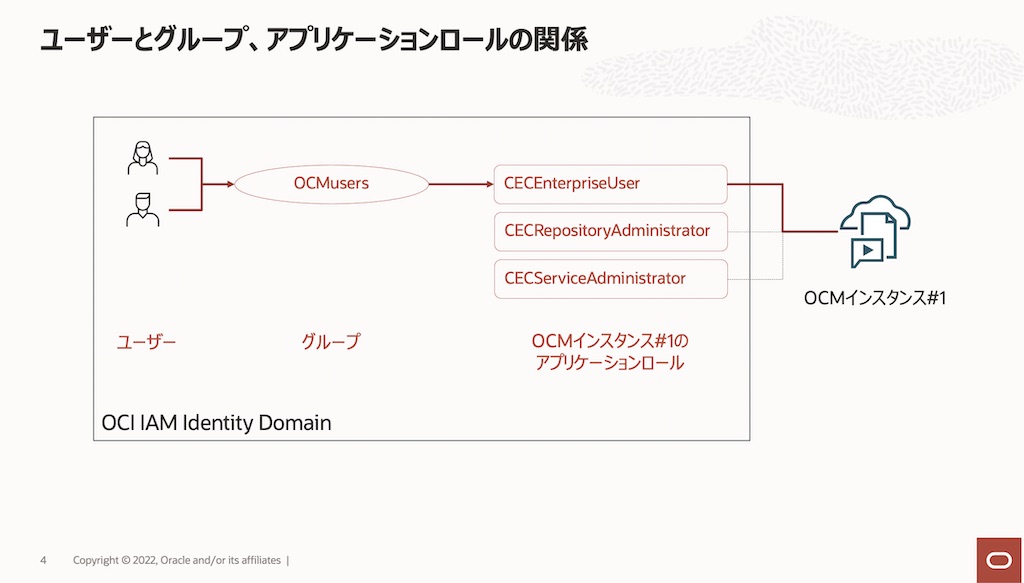 ユーザーとグループ、アプリケーションロールの関係
OCMusers
CECEnterpriseUser
CECRepositoryAdministrator
CECServiceAdministrator
OCMインスタンス#1
ユーザー
グループ
OCMインスタンス#1の
アプリケーションロール
OCI IAM Identity Domain
4 Copyright © 2022, Oracle and/or its affiliates |